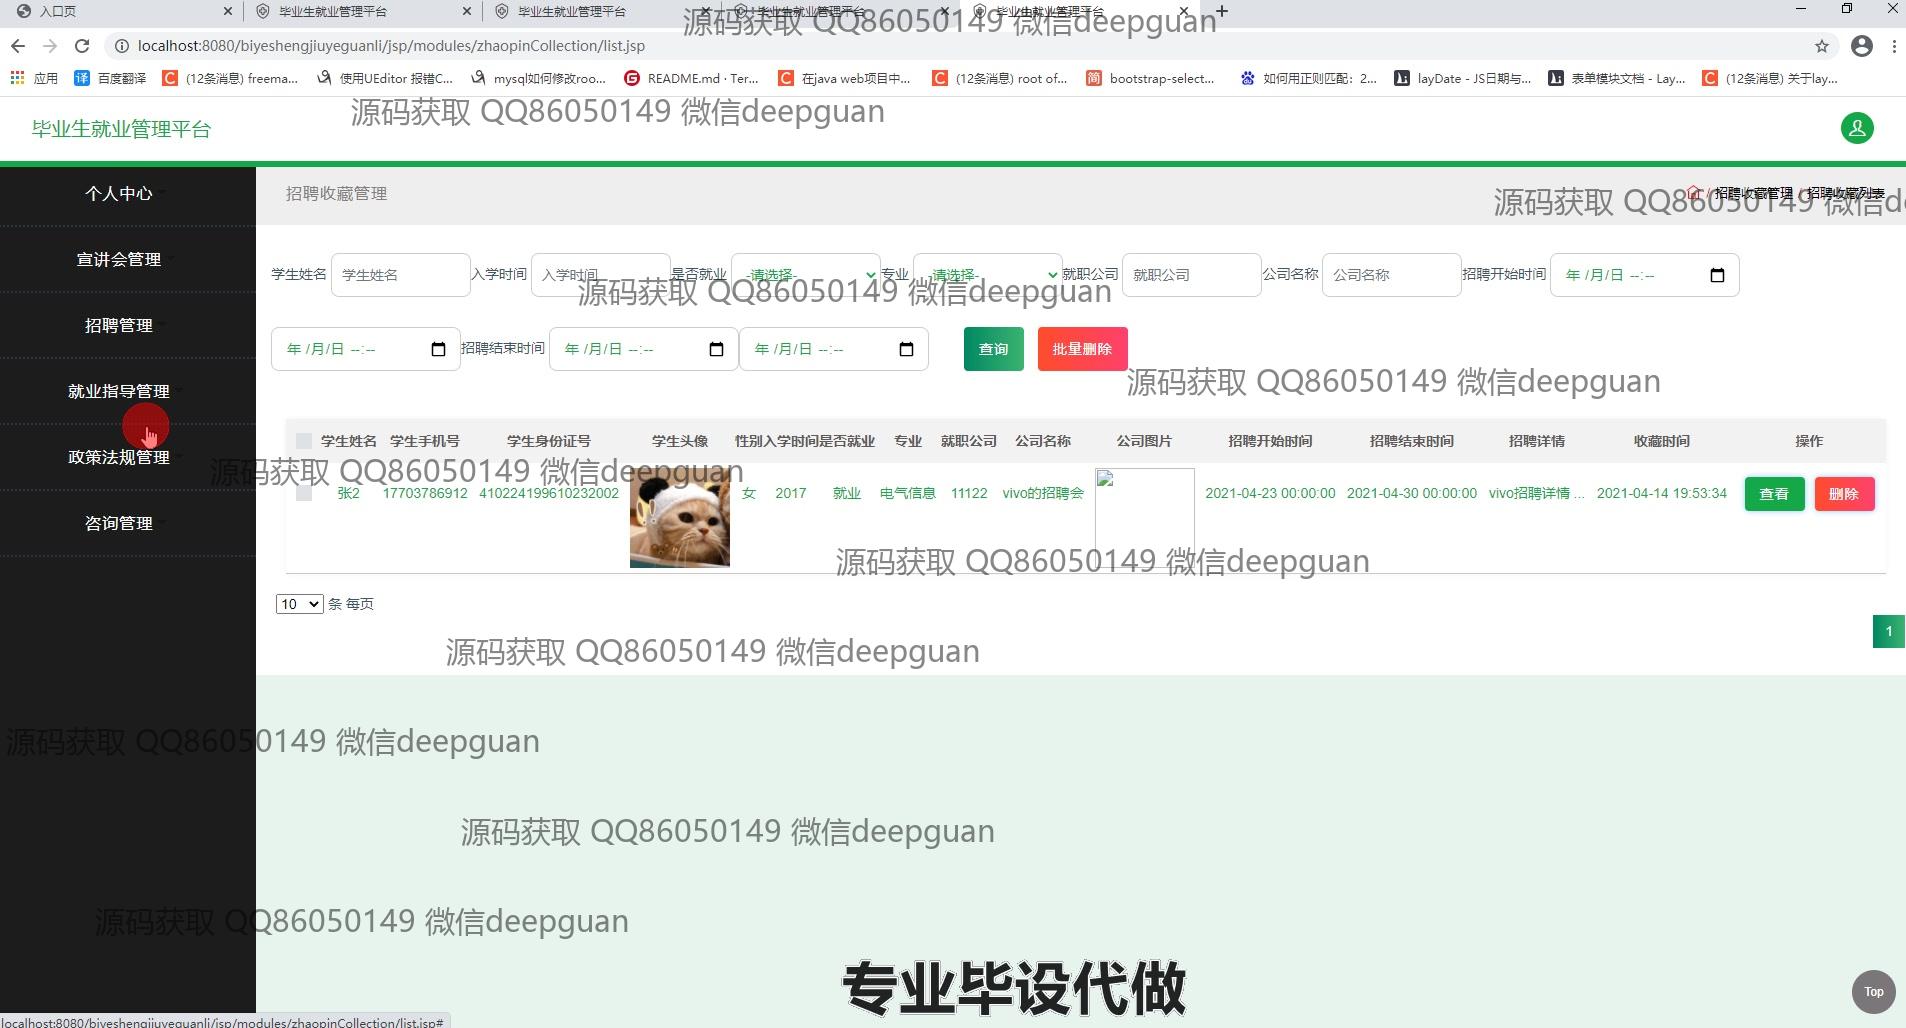 入口页
毕业生就业管理平台
毕业生就业管理平台
毕业生就业管理平台
毕业生就业管理平台
源码获取 QQ86050149 微信deepguan
localhost:8080/biyeshengjiuyeguanli/jsp/modules/zhaopinCollection/list.jsp
应用 百度翻译 (12条消息) freema... 使用UEditor 报错C... mysql如何修改roo... README.md · Ter... 在java web项目中... (12条消息) root of... bootstrap-select... 如何用正则匹配：2... layDate - JS日期与... 表单模块文档 - Lay... (12条消息) 关于lay...
源码获取 QQ86050149 微信deepguan
毕业生就业管理平台
个人中心
宣讲会管理
招聘管理
就业指导管理
政策法规管理
咨询管理
招聘收藏管理
/ 招聘收藏管理 / 招聘收藏列表
源码获取 QQ86050149 微信de
学生姓名 学生姓名 入学时间 入学时间 是否就业 -请选择- 专业 -请选择- 就职公司 就职公司 公司名称 公司名称 招聘开始时间 年 /月/日 --:--
源码获取 QQ86050149 微信deepguan
年 /月/日 --:-- 招聘结束时间 年 /月/日 --:-- 年 /月/日 --:-- 查询 批量删除
源码获取 QQ86050149 微信deepguan
学生姓名 学生手机号 学生身份证号 学生头像 性别 入学时间 是否就业 专业 就职公司 公司名称 公司图片 招聘开始时间 招聘结束时间 招聘详情 收藏时间 操作
源码获取 QQ86050149 微信deepguan
张2 17703786912 410224199610232002 女 2017 就业 电气信息 11122 vivo的招聘会 2021-04-23 00:00:00 2021-04-30 00:00:00 vivo招聘详情 ... 2021-04-14 19:53:34 查看 删除
源码获取 QQ86050149 微信deepguan
10 条 每页
1
源码获取 QQ86050149 微信deepguan
源码获取 QQ86050149 微信deepguan
源码获取 QQ86050149 微信deepguan
源码获取 QQ86050149 微信deepguan
专业毕设代做
Top
localhost:8080/biyeshengjiuyeguanli/jsp/modules/zhaopinCollection/list.jsp#